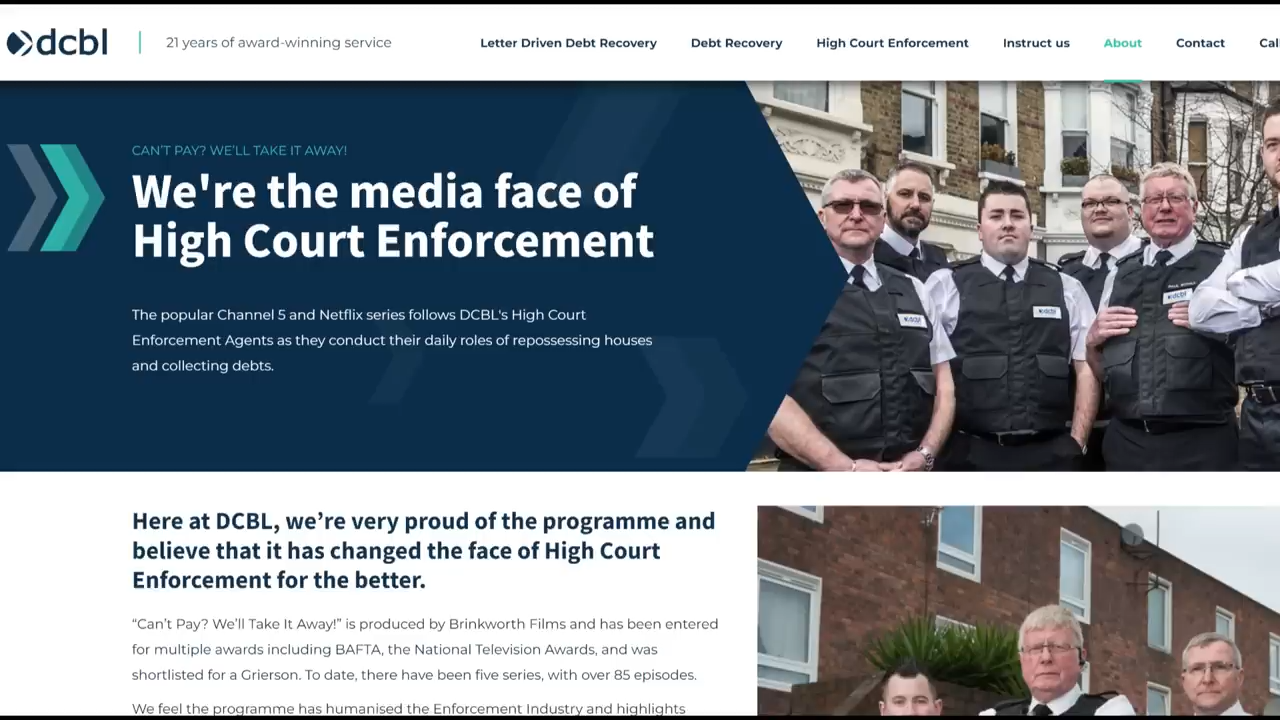 dcbl
21 years of award-winning service
Letter Driven Debt Recovery
Debt Recovery
High Court Enforcement
Instruct us
About
Contact
Cal
CAN'T PAY? WE'LL TAKE IT AWAY!
We're the media face of
High Court Enforcement
The popular Channel 5 and Netflix series follows DCBL's High Court
Enforcement Agents as they conduct their daily roles of repossessing houses
and collecting debts.
dcbl
dcbl
dcbl
Here at DCBL, we’re very proud of the programme and
believe that it has changed the face of High Court
Enforcement for the better.
“Can’t Pay? We’ll Take It Away!” is produced by Brinkworth Films and has been entered
for multiple awards including BAFTA, the National Television Awards, and was
shortlisted for a Grierson. To date, there have been five series, with over 85 episodes.
We feel the programme has humanised the Enforcement Industry and highlights